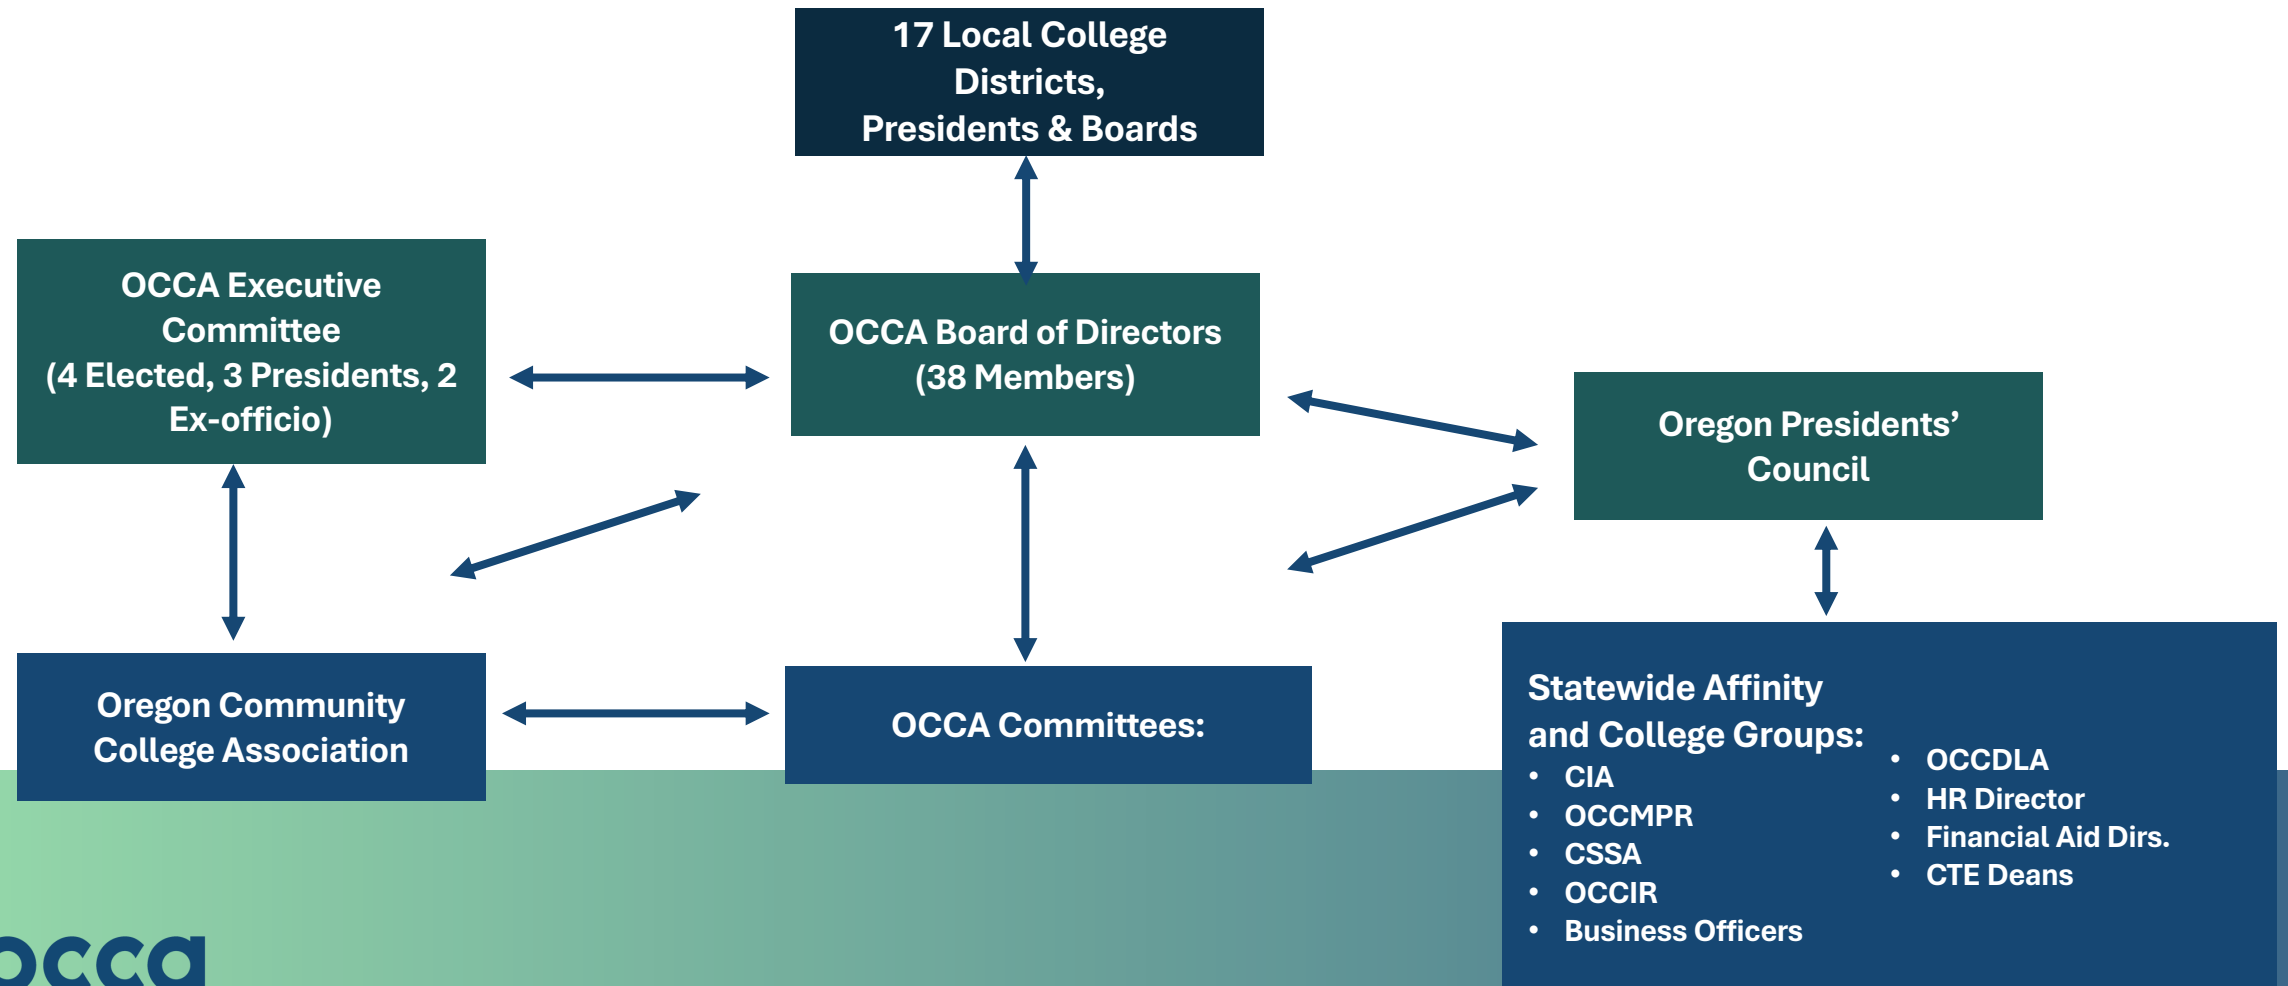 17 Local College
Districts,
Presidents & Boards
OCCA Executive
Committee
(4 Elected, 3 Presidents, 2
Ex-officio)
OCCA Board of Directors
(38 Members)
Oregon Presidents’
Council
Oregon Community
College Association
OCCA Committees:
Statewide Affinity
and College Groups:
• CIA
• OCCMPR
• CSSA
• OCCIR
• Business Officers
• OCCDLA
• HR Director
• Financial Aid Dirs.
• CTE Deans
occa